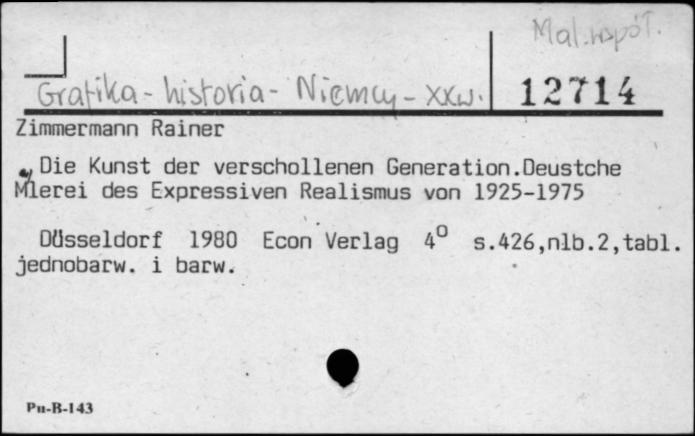 Mal. współ.
Grafika - historia - Niemcy - XXw. 12714
Zimmermann Rainer
Die Kunst der verschollenen Generation.Deustche
Mlerei des Expressiven Realismus von 1925-1975
Düsseldorf 1980 Econ Verlag 4⁰ s.426,nlb.2,tabl.
jednobarw. i barw.
Pu-B-143